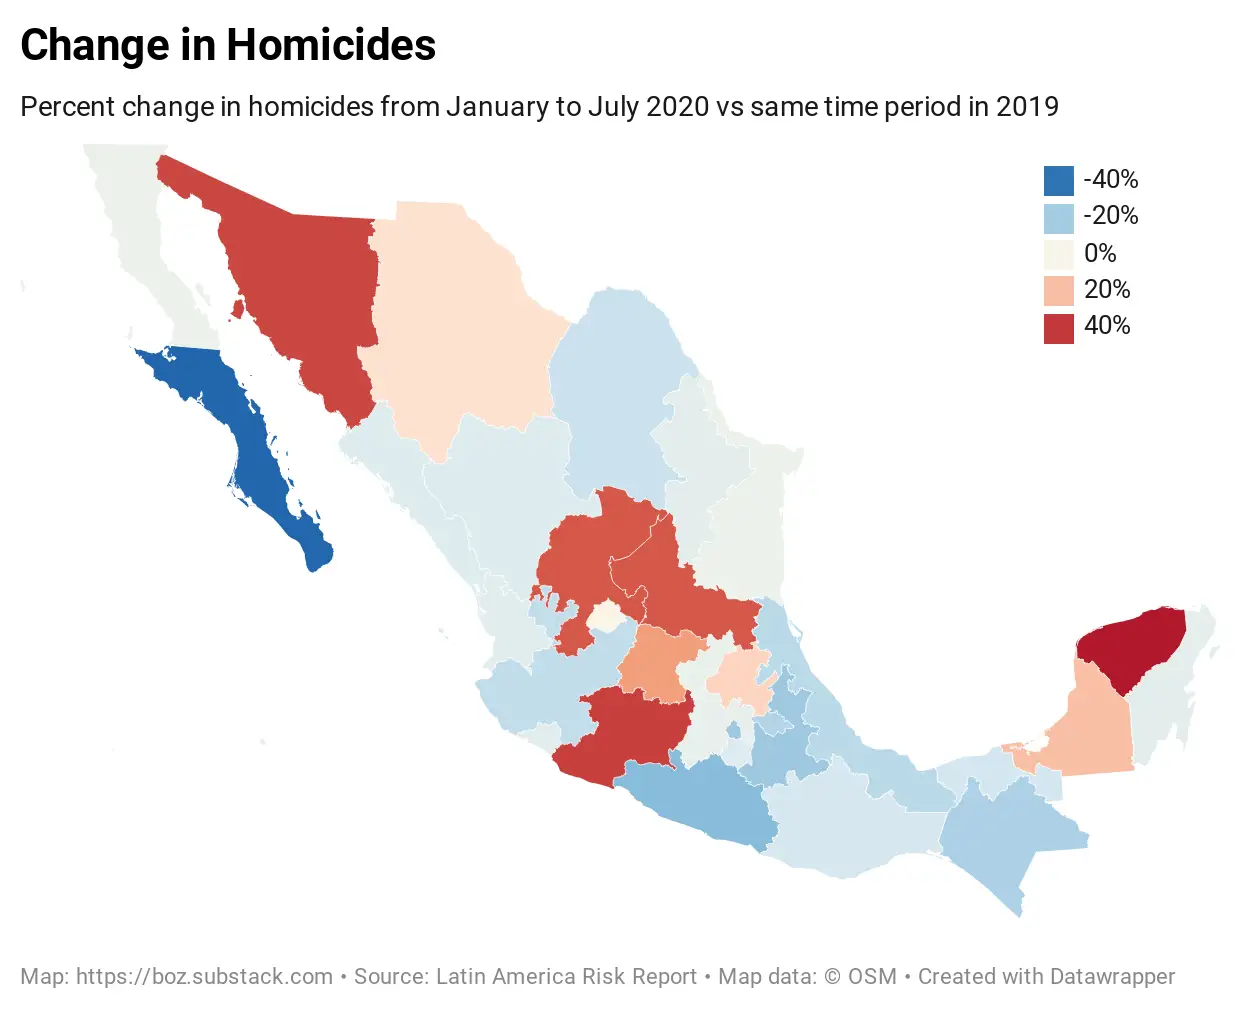 Change in Homicides
Percent change in homicides from January to July 2020 vs same time period in 2019
-40%
-20%
0%
20%
40%
Map: https://boz.substack.com • Source: Latin America Risk Report • Map data: © OSM • Created with Datawrapper